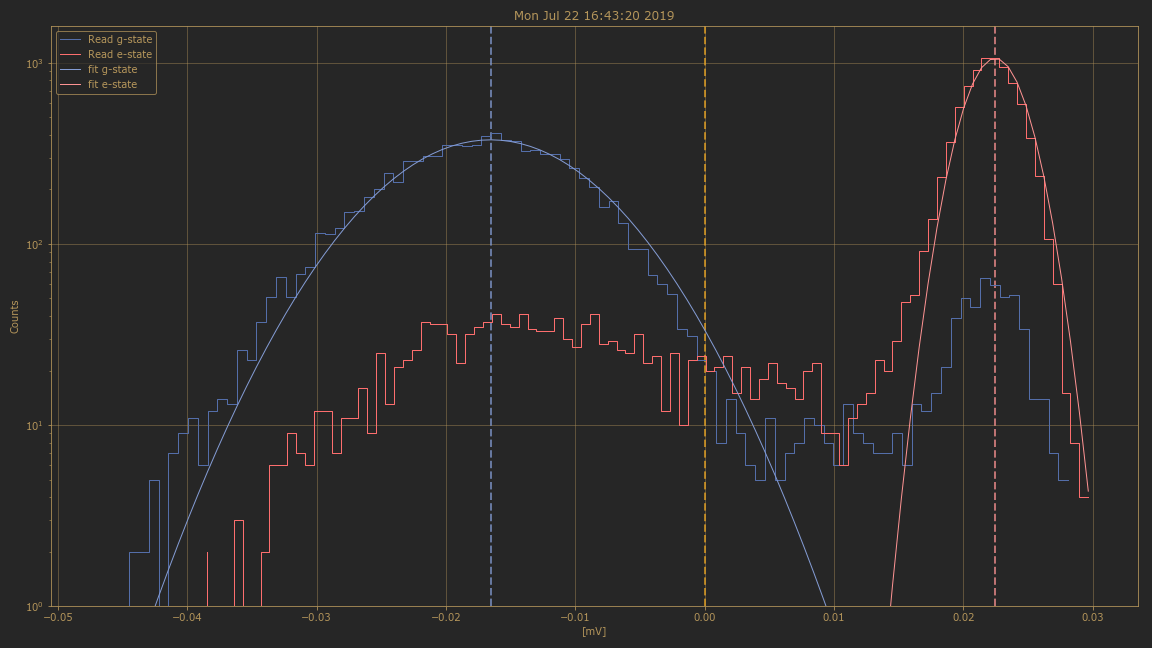 Mon Jul 22 16:43:20 2019
Read g-state
Read e-state
fit g-state
fit e-state
10³
10²
10¹
10⁰
Counts
−0.05 −0.04 −0.03 −0.02 −0.01 0.00 0.01 0.02 0.03
[mV]